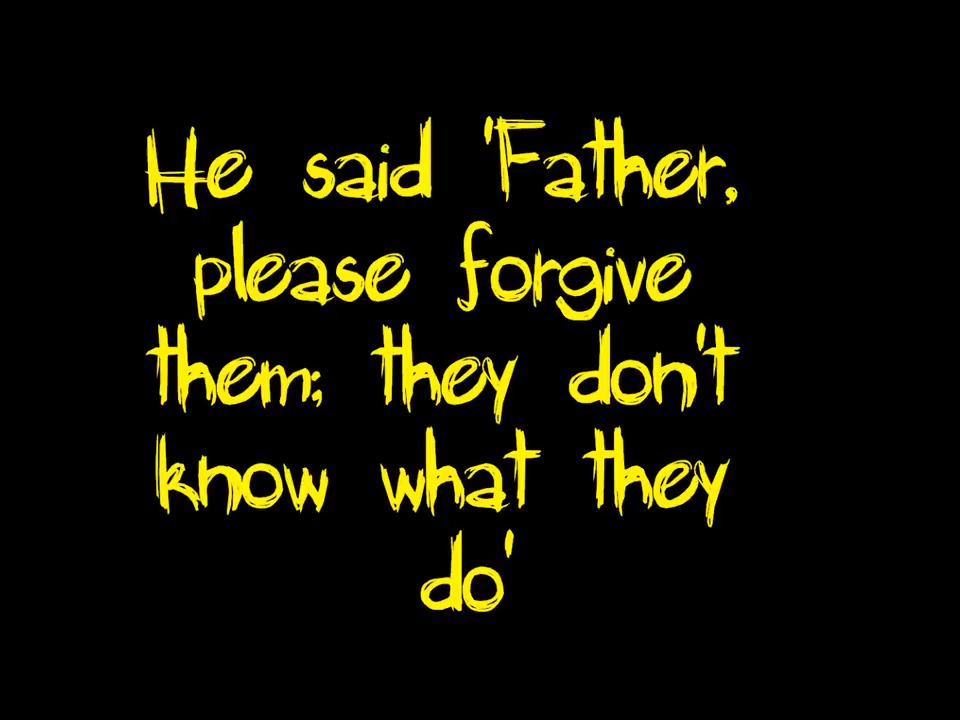 He said 'Father,
please forgive
them; they don't
know what they
do'